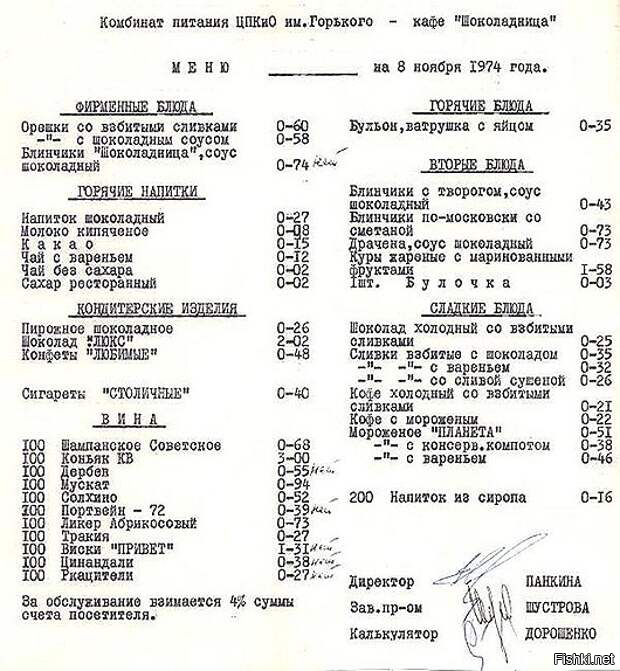 Комбинат питания ЦПКиО им.Горького - кафе "Шоколадница"
МЕНЮ на 8 ноября 1974 года.
ФИРМЕННЫЕ БЛЮДА
Орешки со взбитыми сливками 0-60
-"- с шоколадным соусом 0-58
Блинчики "Шоколадница",соус
шоколадный 0-74 нет
ГОРЯЧИЕ НАПИТКИ
Напиток шоколадный 0-27
Молоко кипяченое 0-08
Какао 0-15
Чай с вареньем 0-12
Чай без сахара 0-02
Сахар ресторанный 0-02
КОНДИТЕРСКИЕ ИЗДЕЛИЯ
Пирожное шоколадное 0-26
Шоколад "ЛЮКС" 2-02
Конфеты "ЛЮБИМЫЕ" 0-48
Сигареты "СТОЛИЧНЫЕ" 0-40
ВИНА
100 Шампанское Советское 0-68
100 Коньяк КВ 3-00
100 Дербен 0-55 нет
100 Мускат 0-94
100 Солхино 0-52
100 Портвейн - 72 0-39 нет
100 Ликер Абрикосовый 0-73
100 Тракия 0-27
100 Виски "ПРИВЕТ" 1-31 нет
100 Цинандали 0-38 нет
100 Ркацители 0-27 нет
За обслуживание взимается 4% суммы
счета посетителя.
ГОРЯЧИЕ БЛЮДА
Бульон,ватрушка с яйцом 0-35
ВТОРЫЕ БЛЮДА
Блинчики с творогом,соус
шоколадный 0-43
Блинчики по-московски со
сметаной 0-73
Драчена,соус шоколадный 0-73
Куры жареные с маринованными
фруктами 1-58
1шт. Булочка 0-03
СЛАДКИЕ БЛЮДА
Шоколад холодный со взбитыми
сливками 0-25
Сливки взбитые с шоколадом 0-35
-"- -"- с вареньем 0-32
-"- -"- со сливой сушеной 0-26
Кофе холодный со взбитыми
сливками 0-21
Кофе с мороженым 0-22
Мороженое "ПЛАНЕТА" 0-51
-"- с консерв.компотом 0-38
-"- с вареньем 0-46
200 Напиток из сиропа 0-16
Директор ПАНКИНА
Зав.пр-ом ШУСТРОВА
Калькулятор ДОРОШЕНКО
Fishki.net